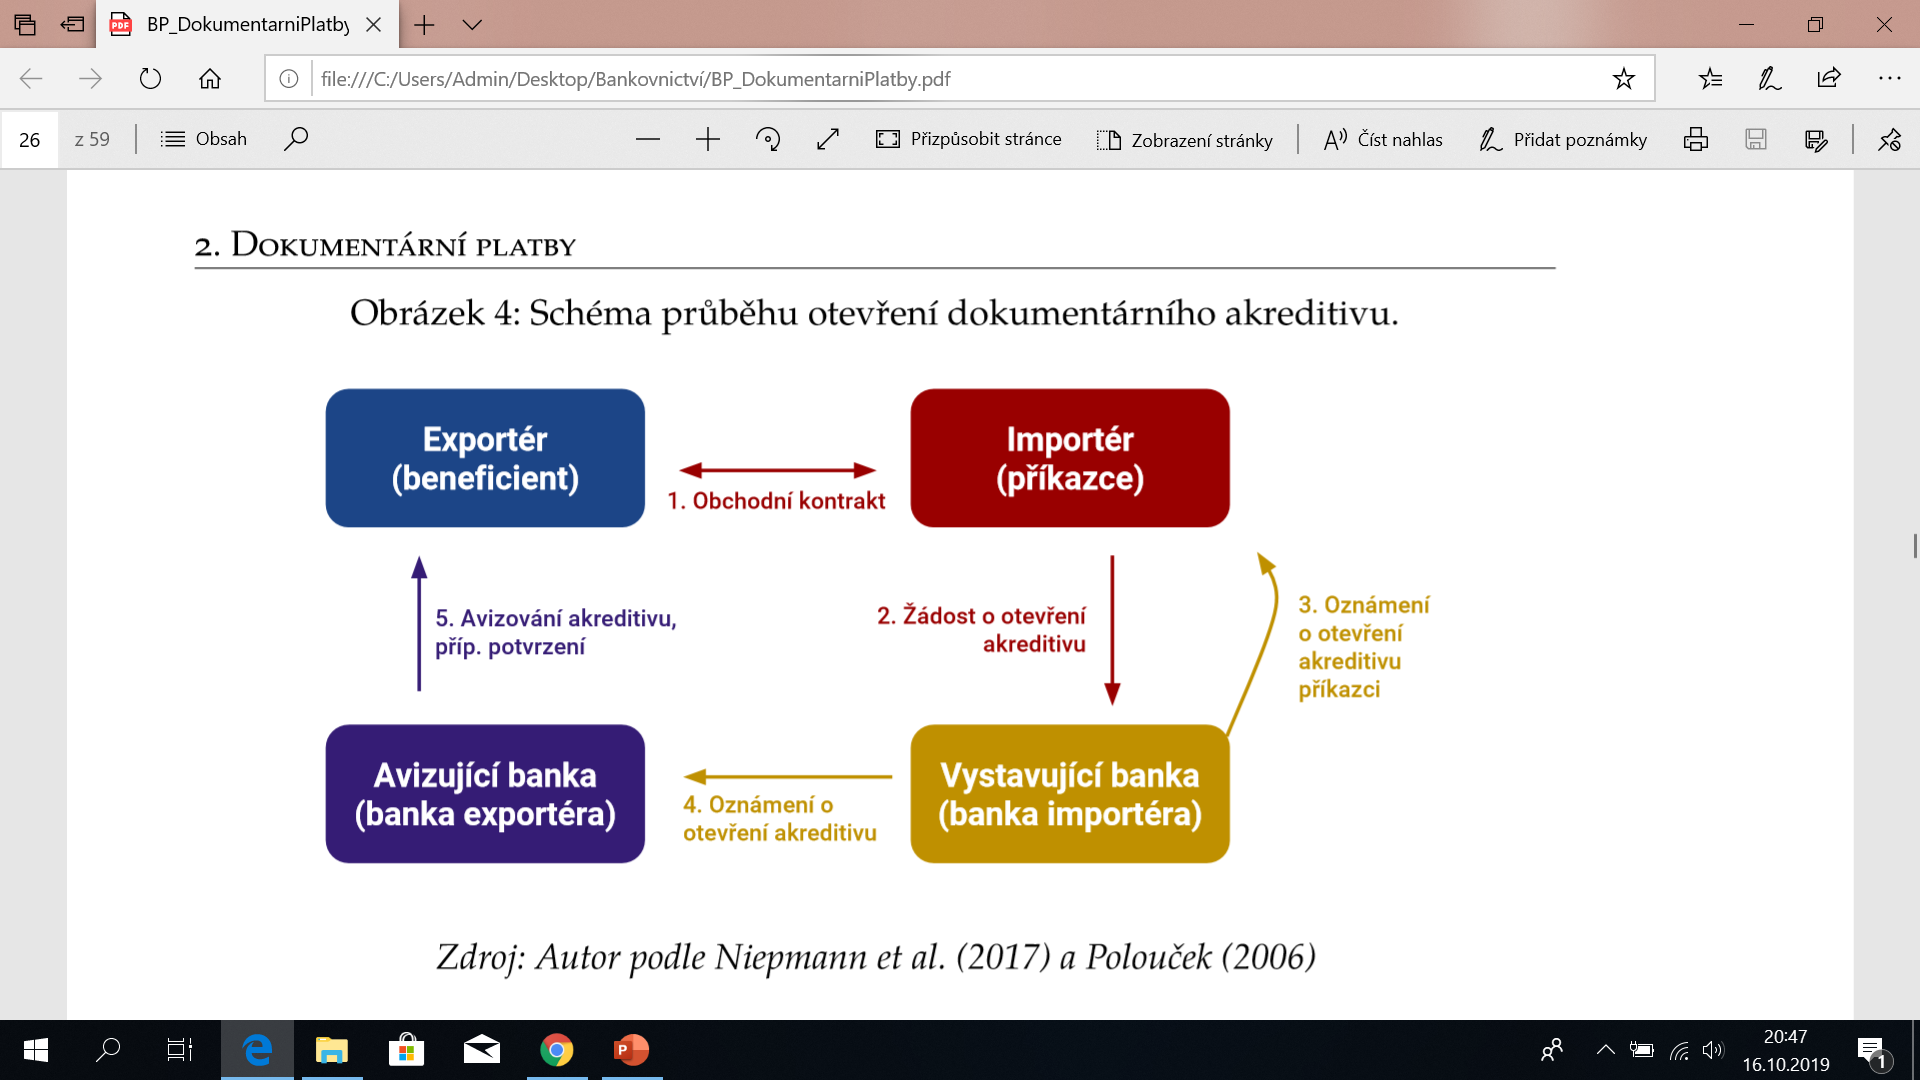 BP_DokumentarniPlatby
file:///C:/Users/Admin/Desktop/Bankovnictví/BP_DokumentarniPlatby.pdf
26 z 59 Obsah Přizpůsobit stránce Zobrazení stránky Číst nahlas Přidat poznámky
2. Dokumentární platby
Obrázek 4: Schéma průběhu otevření dokumentárního akreditivu.
Exportér
(beneficient)
1. Obchodní kontrakt
Importér
(příkazce)
5. Avizování akreditivu,
příp. potvrzení
2. Žádost o otevření
akreditivu
3. Oznámení
o otevření
akreditivu
příkazci
Avizující banka
(banka exportéra)
4. Oznámení o
otevření akreditivu
Vystavující banka
(banka importéra)
Zdroj: Autor podle Niepmann et al. (2017) a Polouček (2006)
20:47
16.10.2019
1